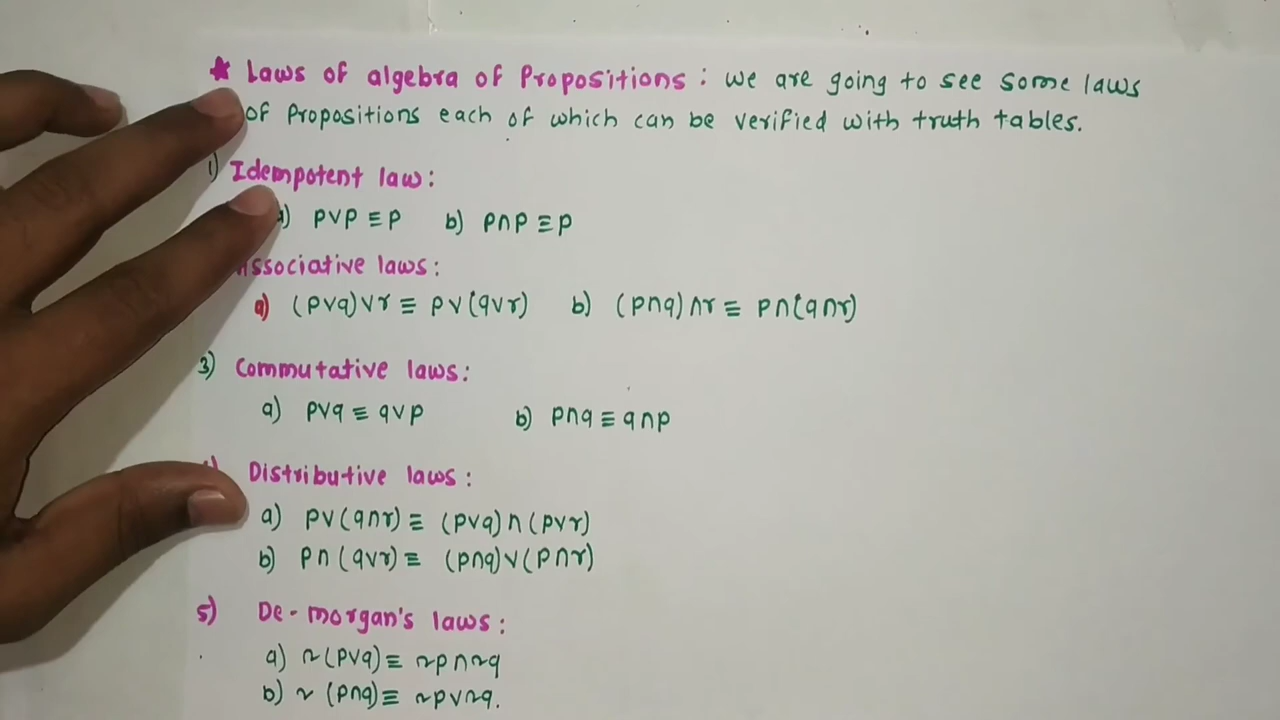 ★ Laws of algebra of Propositions : we are going to see some laws
of Propositions each of which can be verified with truth tables.
1) Idempotent law :
a) p∨p ≡ p b) p∩p ≡ p
Associative laws :
a) (p∨q)∨r ≡ p∨(q∨r) b) (p∩q)∩r ≡ p∩(q∩r)
3) Commutative laws :
a) p∨q ≡ q∨p b) p∩q ≡ q∩p
Distributive laws :
a) p∨(q∩r) ≡ (p∨q)∩(p∨r)
b) p∩(q∨r) ≡ (p∩q)∨(p∩r)
5) De-morgan's laws :
a) ~(p∨q) ≡ ~p∩~q
b) ~(p∩q) ≡ ~p∨~q.